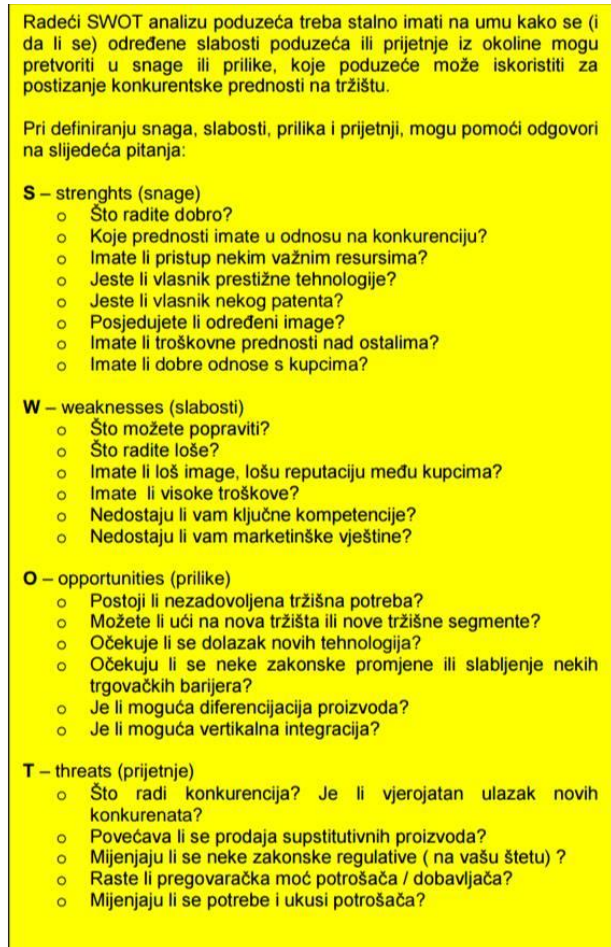 Radeći SWOT analizu poduzeća treba stalno imati na umu kako se (i
da li se) određene slabosti poduzeća ili prijetnje iz okoline mogu
pretvoriti u snage ili prilike, koje poduzeće može iskoristiti za
postizanje konkurentske prednosti na tržištu.
Pri definiranju snaga, slabosti, prilika i prijetnji, mogu pomoći odgovori
na slijedeća pitanja:
S – strenghts (snage)
o Što radite dobro?
o Koje prednosti imate u odnosu na konkurenciju?
o Imate li pristup nekim važnim resursima?
o Jeste li vlasnik prestižne tehnologije?
o Jeste li vlasnik nekog patenta?
o Posjedujete li određeni image?
o Imate li troškovne prednosti nad ostalima?
o Imate li dobre odnose s kupcima?
W – weaknesses (slabosti)
o Što možete popraviti?
o Što radite loše?
o Imate li loš image, lošu reputaciju među kupcima?
o Imate li visoke troškove?
o Nedostaju li vam ključne kompetencije?
o Nedostaju li vam marketinške vještine?
O – opportunities (prilike)
o Postoji li nezadovoljena tržišna potreba?
o Možete li ući na nova tržišta ili nove tržišne segmente?
o Očekuje li se dolazak novih tehnologija?
o Očekuju li se neke zakonske promjene ili slabljenje nekih
trgovačkih barijera?
o Je li moguća diferencijacija proizvoda?
o Je li moguća vertikalna integracija?
T – threats (prijetnje)
o Što radi konkurencija? Je li vjerojatan ulazak novih
konkurenata?
o Povećava li se prodaja supstitutivnih proizvoda?
o Mijenjaju li se neke zakonske regulative ( na vašu štetu) ?
o Raste li pregovaračka moć potrošača / dobavljača?
o Mijenjaju li se potrebe i ukusi potrošača?